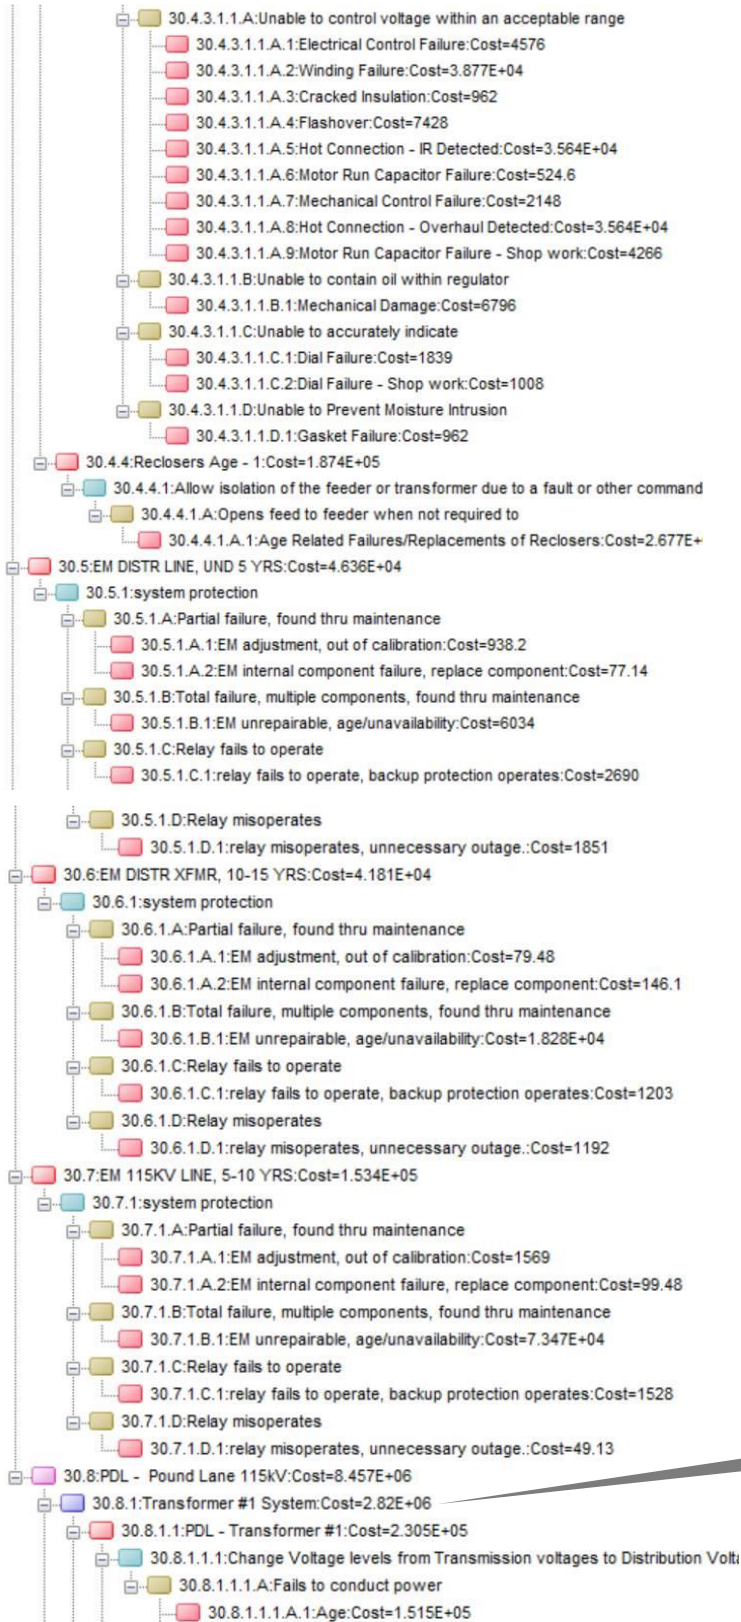 30.4.3.1.1.A:Unable to control voltage within an acceptable range
30.4.3.1.1.A.1:Electrical Control Failure:Cost=4576
30.4.3.1.1.A.2:Winding Failure:Cost=3.877E+04
30.4.3.1.1.A.3:Cracked Insulation:Cost=962
30.4.3.1.1.A.4:Flashover:Cost=7428
30.4.3.1.1.A.5:Hot Connection - IR Detected:Cost=3.564E+04
30.4.3.1.1.A.6:Motor Run Capacitor Failure:Cost=524.6
30.4.3.1.1.A.7:Mechanical Control Failure:Cost=2148
30.4.3.1.1.A.8:Hot Connection - Overhaul Detected:Cost=3.564E+04
30.4.3.1.1.A.9:Motor Run Capacitor Failure - Shop work:Cost=4266
30.4.3.1.1.B:Unable to contain oil within regulator
30.4.3.1.1.B.1:Mechanical Damage:Cost=6796
30.4.3.1.1.C:Unable to accurately indicate
30.4.3.1.1.C.1:Dial Failure:Cost=1839
30.4.3.1.1.C.2:Dial Failure - Shop work:Cost=1008
30.4.3.1.1.D:Unable to Prevent Moisture Intrusion
30.4.3.1.1.D.1:Gasket Failure:Cost=962
30.4.4:Reclosers Age - 1:Cost=1.874E+05
30.4.4.1:Allow isolation of the feeder or transformer due to a fault or other command
30.4.4.1.A:Opens feed to feeder when not required to
30.4.4.1.A.1:Age Related Failures/Replacements of Reclosers:Cost=2.677E+
30.5:EM DISTR LINE, UND 5 YRS:Cost=4.636E+04
30.5.1:system protection
30.5.1.A:Partial failure, found thru maintenance
30.5.1.A.1:EM adjustment, out of calibration:Cost=938.2
30.5.1.A.2:EM internal component failure, replace component:Cost=77.14
30.5.1.B:Total failure, multiple components, found thru maintenance
30.5.1.B.1:EM unrepairable, age/unavailability:Cost=6034
30.5.1.C:Relay fails to operate
30.5.1.C.1:relay fails to operate, backup protection operates:Cost=2690
30.5.1.D:Relay misoperates
30.5.1.D.1:relay misoperates, unnecessary outage.:Cost=1851
30.6:EM DISTR XFMR, 10-15 YRS:Cost=4.181E+04
30.6.1:system protection
30.6.1.A:Partial failure, found thru maintenance
30.6.1.A.1:EM adjustment, out of calibration:Cost=79.48
30.6.1.A.2:EM internal component failure, replace component:Cost=146.1
30.6.1.B:Total failure, multiple components, found thru maintenance
30.6.1.B.1:EM unrepairable, age/unavailability:Cost=1.828E+04
30.6.1.C:Relay fails to operate
30.6.1.C.1:relay fails to operate, backup protection operates:Cost=1203
30.6.1.D:Relay misoperates
30.6.1.D.1:relay misoperates, unnecessary outage.:Cost=1192
30.7:EM 115KV LINE, 5-10 YRS:Cost=1.534E+05
30.7.1:system protection
30.7.1.A:Partial failure, found thru maintenance
30.7.1.A.1:EM adjustment, out of calibration:Cost=1569
30.7.1.A.2:EM internal component failure, replace component:Cost=99.48
30.7.1.B:Total failure, multiple components, found thru maintenance
30.7.1.B.1:EM unrepairable, age/unavailability:Cost=7.347E+04
30.7.1.C:Relay fails to operate
30.7.1.C.1:relay fails to operate, backup protection operates:Cost=1528
30.7.1.D:Relay misoperates
30.7.1.D.1:relay misoperates, unnecessary outage.:Cost=49.13
30.8:PDL - Pound Lane 115kV:Cost=8.457E+06
30.8.1:Transformer #1 System:Cost=2.82E+06
30.8.1.1:PDL - Transformer #1:Cost=2.305E+05
30.8.1.1.1:Change Voltage levels from Transmission voltages to Distribution Volta
30.8.1.1.1.A:Fails to conduct power
30.8.1.1.1.A.1:Age:Cost=1.515E+05